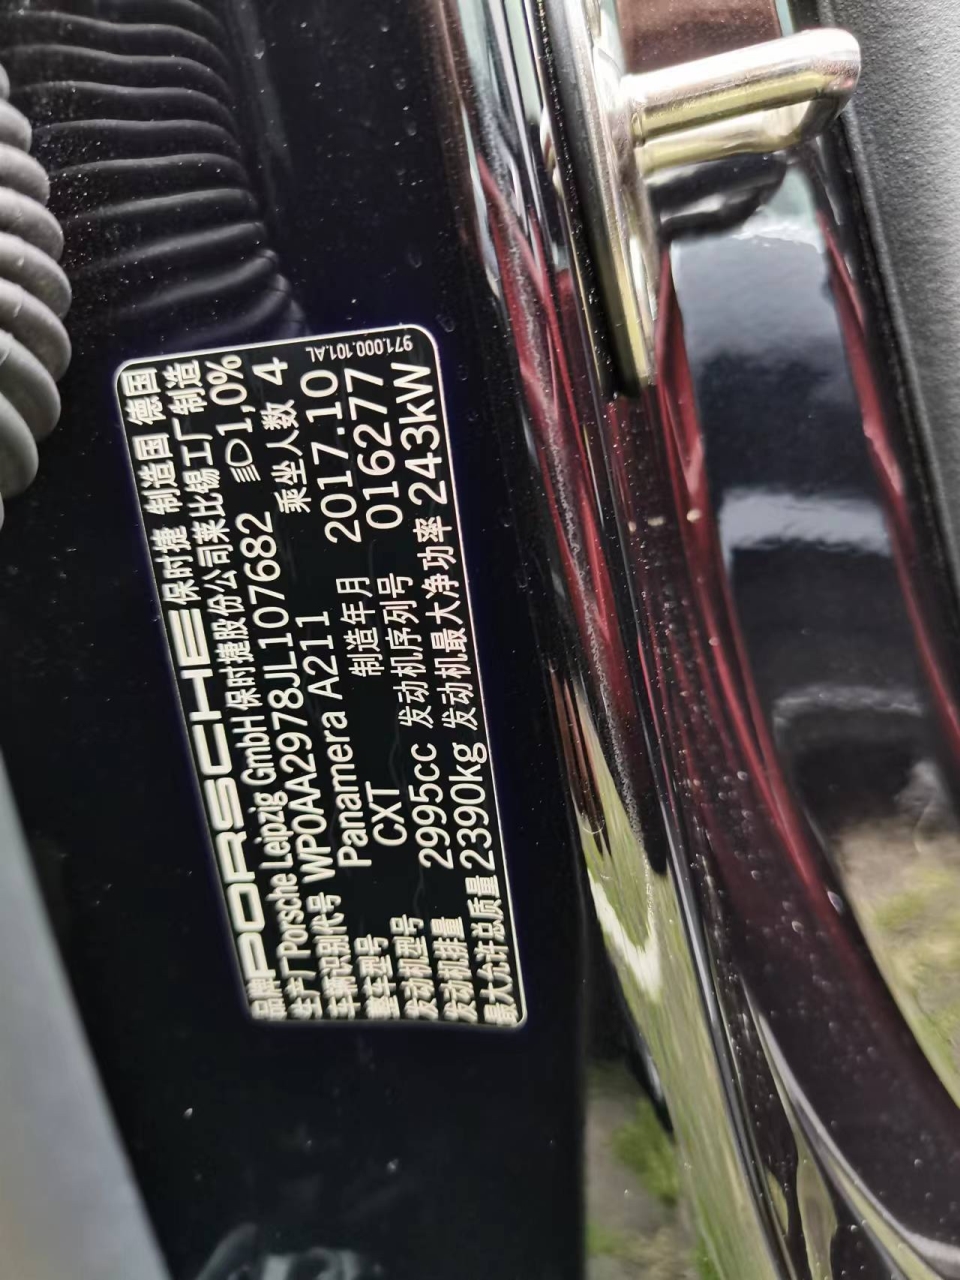 品牌 PORSCHE 保时捷 制造国 德国
生产厂 Porsche Leipzig GmbH 保时捷股份公司莱比锡工厂制造
车辆识别代号 WP0AA2978JL107682 1,0%
整车型号 Panamera A211 乘坐人数 4
发动机型号 CXT 制造年月 2017.10
发动机排量 2995cc 发动机序列号 016277
最大允许总质量 2390kg 发动机最大净功率 243kW
971.000.101.AL